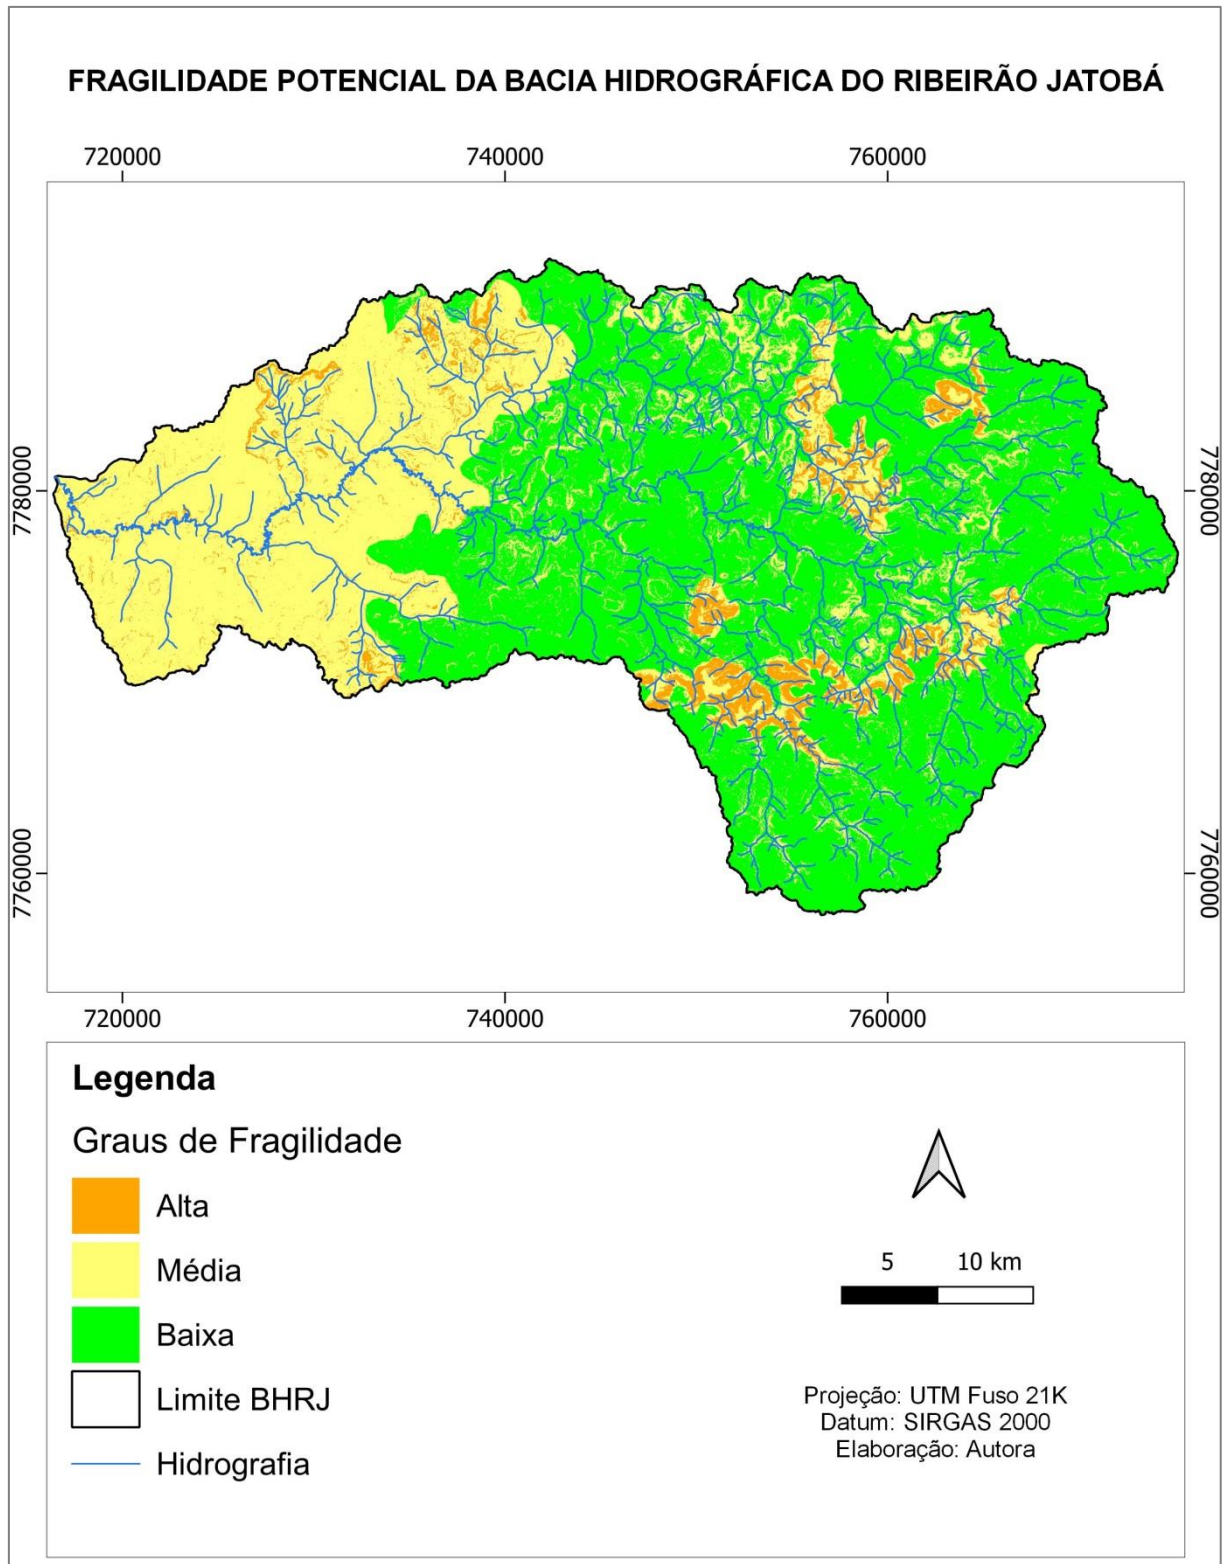 FRAGILIDADE POTENCIAL DA BACIA HIDROGRÁFICA DO RIBEIRÃO JATOBÁ
720000 740000 760000
7780000 7780000
7760000 7760000
720000 740000 760000
Legenda
Graus de Fragilidade
Alta
Média
Baixa
Limite BHRJ
Hidrografia
5 10 km
Projeção: UTM Fuso 21K
Datum: SIRGAS 2000
Elaboração: Autora